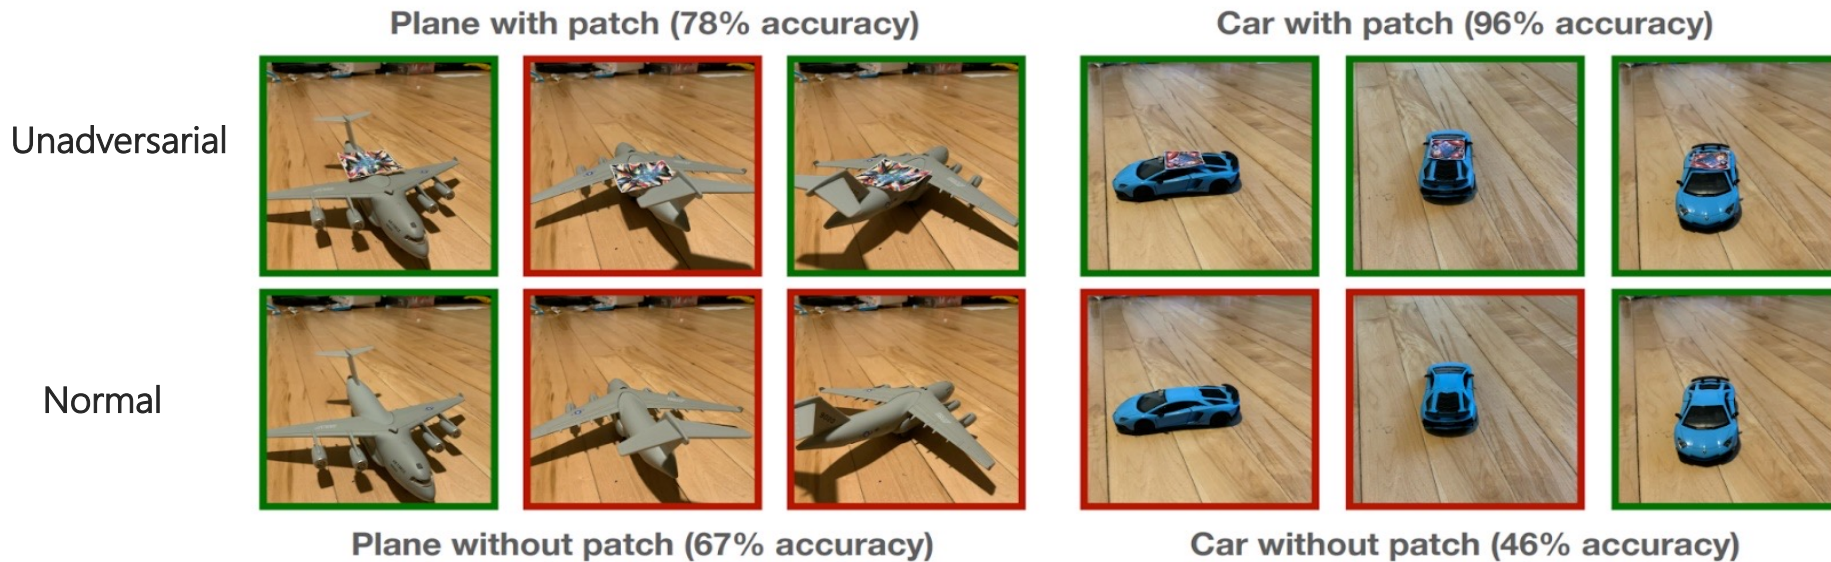 Plane with patch (78% accuracy)
Car with patch (96% accuracy)
Unadversarial
Normal
Plane without patch (67% accuracy)
Car without patch (46% accuracy)